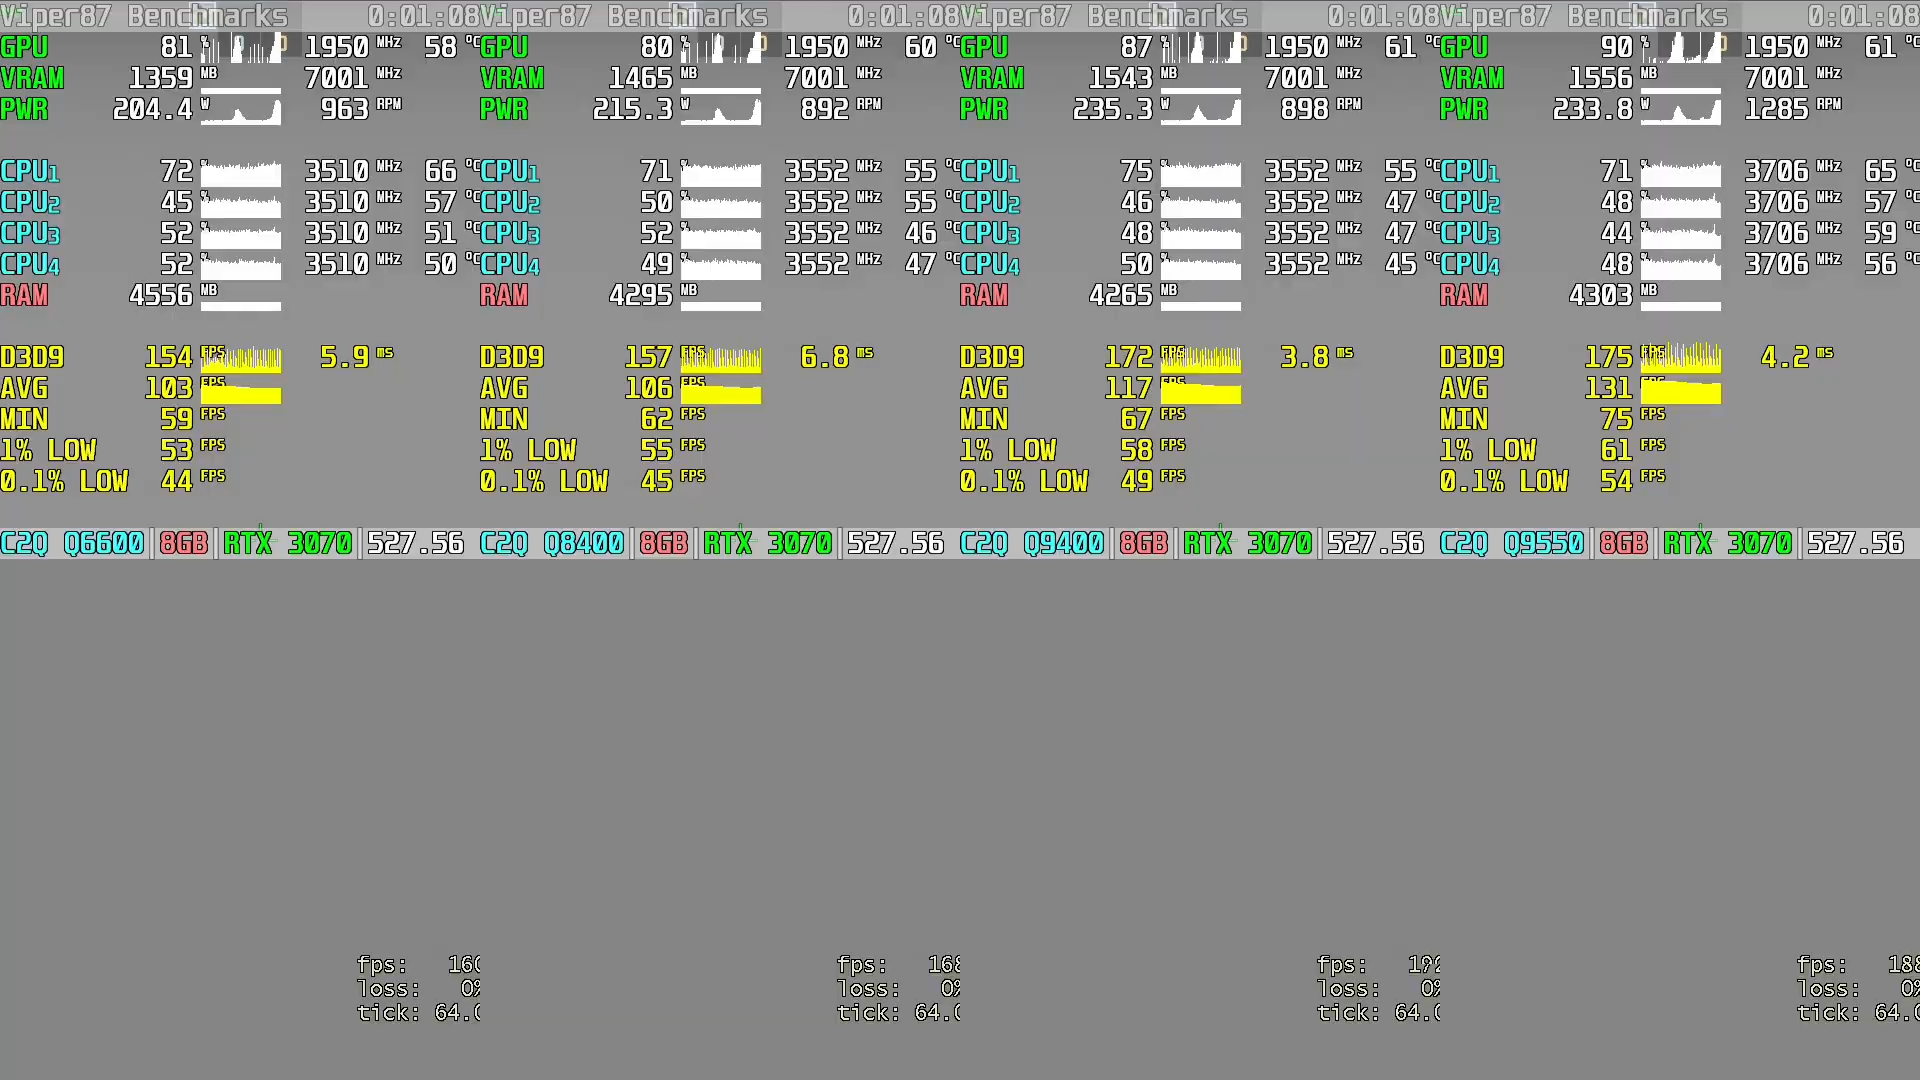 Viper87 Benchmarks 0:01:08 Viper87 Benchmarks 0:01:08 Viper87 Benchmarks 0:01:08 Viper87 Benchmarks 0:01:08
GPU 81 % 1950 MHz 58 °C GPU 80 % 1950 MHz 60 °C GPU 87 % 1950 MHz 61 °C GPU 90 % 1950 MHz 61 °C
VRAM 1359 MB 7001 MHz VRAM 1465 MB 7001 MHz VRAM 1543 MB 7001 MHz VRAM 1556 MB 7001 MHz
PWR 204.4 W 963 RPM PWR 215.3 W 892 RPM PWR 235.3 W 898 RPM PWR 233.8 W 1285 RPM
CPU1 72 % 3510 MHz 66 °C CPU1 71 % 3552 MHz 55 °C CPU1 75 % 3552 MHz 55 °C CPU1 71 % 3706 MHz 65 °C
CPU2 45 % 3510 MHz 57 °C CPU2 50 % 3552 MHz 55 °C CPU2 46 % 3552 MHz 47 °C CPU2 48 % 3706 MHz 57 °C
CPU3 52 % 3510 MHz 51 °C CPU3 52 % 3552 MHz 46 °C CPU3 48 % 3552 MHz 47 °C CPU3 44 % 3706 MHz 59 °C
CPU4 52 % 3510 MHz 50 °C CPU4 49 % 3552 MHz 47 °C CPU4 50 % 3552 MHz 45 °C CPU4 48 % 3706 MHz 56 °C
RAM 4556 MB RAM 4295 MB RAM 4265 MB RAM 4303 MB
D3D9 154 FPS 5.9 ms D3D9 157 FPS 6.8 ms D3D9 172 FPS 3.8 ms D3D9 175 FPS 4.2 ms
AVG 103 FPS AVG 106 FPS AVG 117 FPS AVG 131 FPS
MIN 59 FPS MIN 62 FPS MIN 67 FPS MIN 75 FPS
1% LOW 53 FPS 1% LOW 55 FPS 1% LOW 58 FPS 1% LOW 61 FPS
0.1% LOW 44 FPS 0.1% LOW 45 FPS 0.1% LOW 49 FPS 0.1% LOW 54 FPS
C2Q Q6600 8GB RTX 3070 527.56 C2Q Q8400 8GB RTX 3070 527.56 C2Q Q9400 8GB RTX 3070 527.56 C2Q Q9550 8GB RTX 3070 527.56
fps: 160 fps: 168 fps: 192 fps: 188
loss: 0% loss: 0% loss: 0% loss: 0%
tick: 64.0 tick: 64.0 tick: 64.0 tick: 64.0